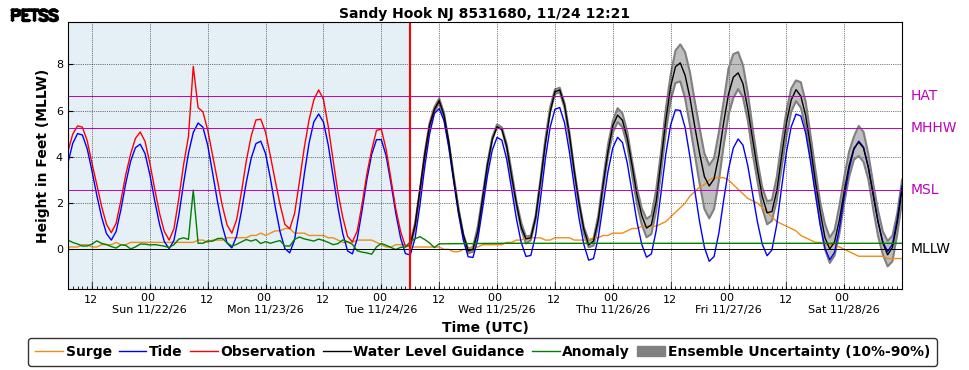 PETSS
Sandy Hook NJ 8531680, 11/24 12:21
Height in Feet (MLLW)
8
6
4
2
0
HAT
MHHW
MSL
MLLW
12 00 12 00 12 00 12 00 12 00 12 00 12 00
Sun 11/22/26 Mon 11/23/26 Tue 11/24/26 Wed 11/25/26 Thu 11/26/26 Fri 11/27/26 Sat 11/28/26
Time (UTC)
Surge Tide Observation Water Level Guidance Anomaly Ensemble Uncertainty (10%-90%)